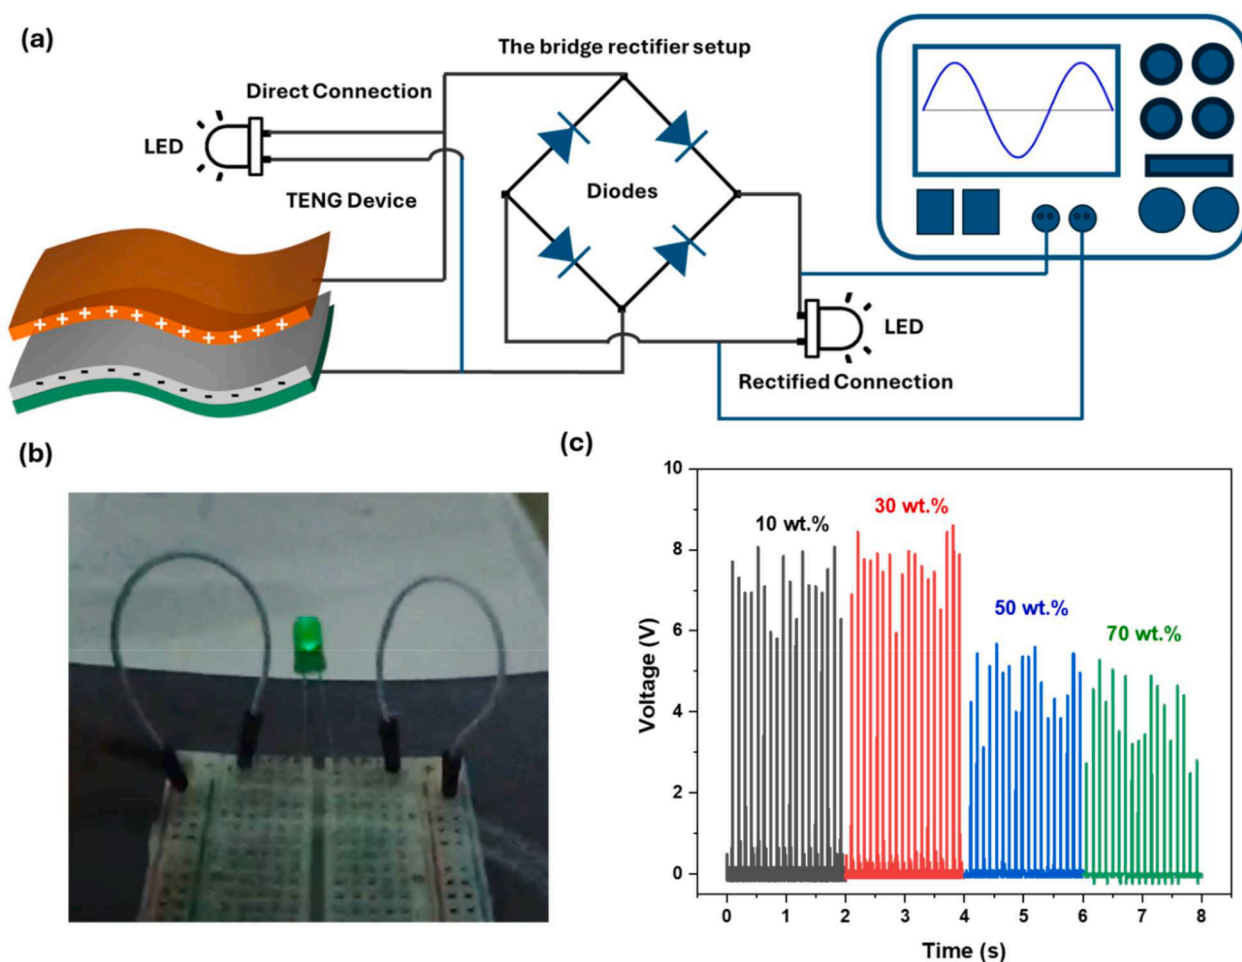 (a)
The bridge rectifier setup
Direct Connection
LED
TENG Device
Diodes
LED
Rectified Connection
+ + + + + + + + + + + +
- - - - - - - - - - -
(b)
(c)
10
8
6
4
2
0
Voltage (V)
10 wt.%
30 wt.%
50 wt.%
70 wt.%
0 1 2 3 4 5 6 7 8
Time (s)